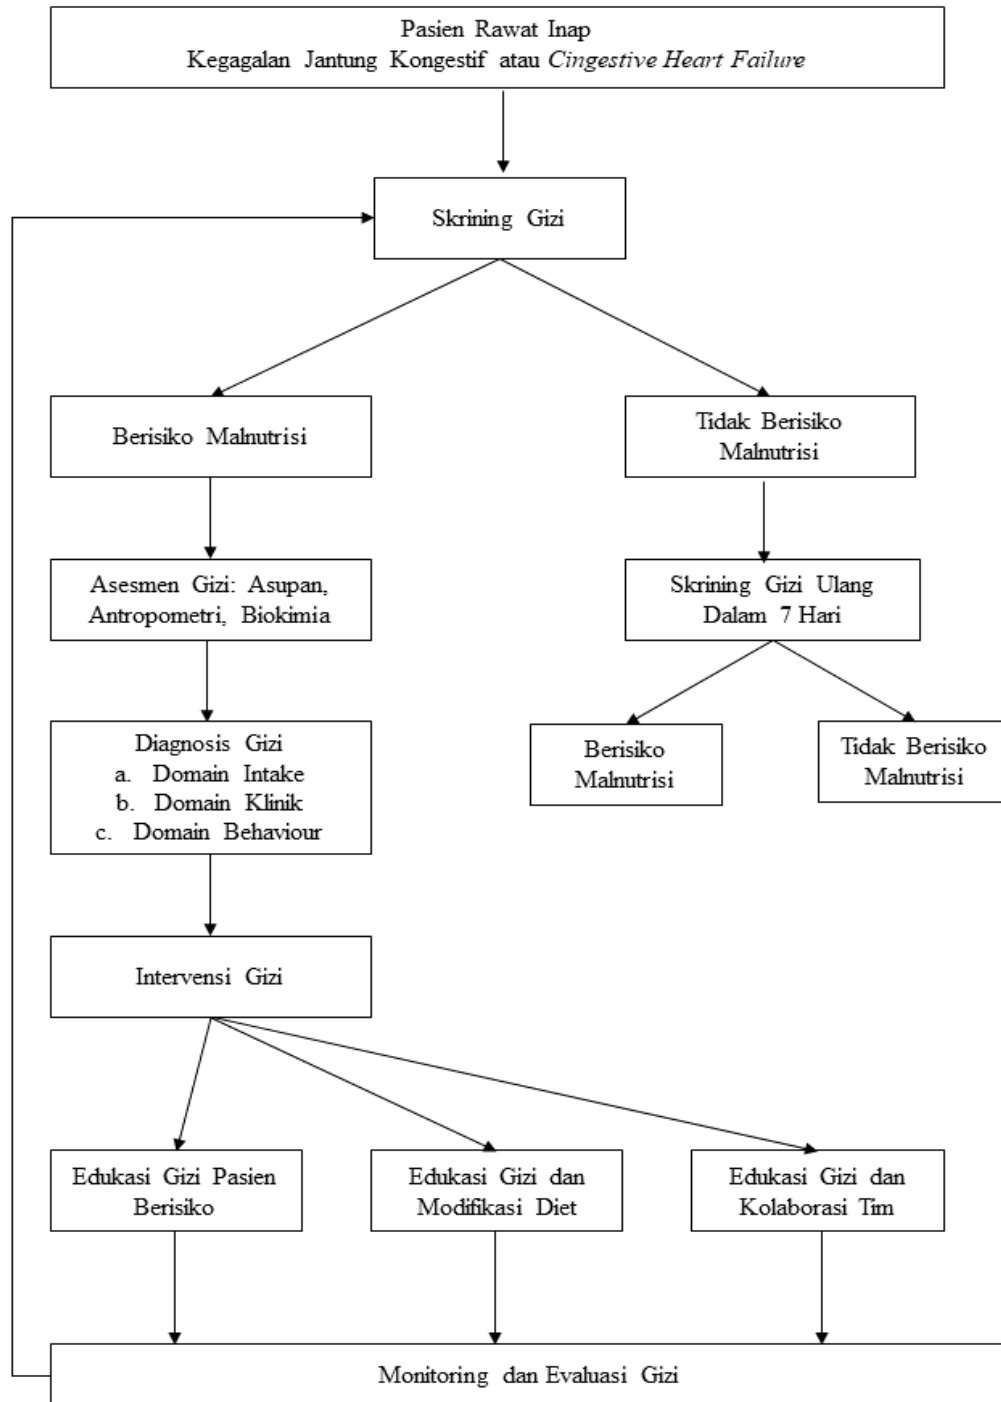 Pasien Rawat Inap
Kegagalan Jantung Kongestif atau Cingestive Heart Failure
Skrining Gizi
Berisiko Malnutrisi
Tidak Berisiko
Malnutrisi
Asesmen Gizi: Asupan,
Antropometri, Biokimia
Skrining Gizi Ulang
Dalam 7 Hari
Diagnosis Gizi
a. Domain Intake
b. Domain Klinik
c. Domain Behaviour
Berisiko
Malnutrisi
Tidak Berisiko
Malnutrisi
Intervensi Gizi
Edukasi Gizi Pasien
Berisiko
Edukasi Gizi dan
Modifikasi Diet
Edukasi Gizi dan
Kolaborasi Tim
Monitoring dan Evaluasi Gizi